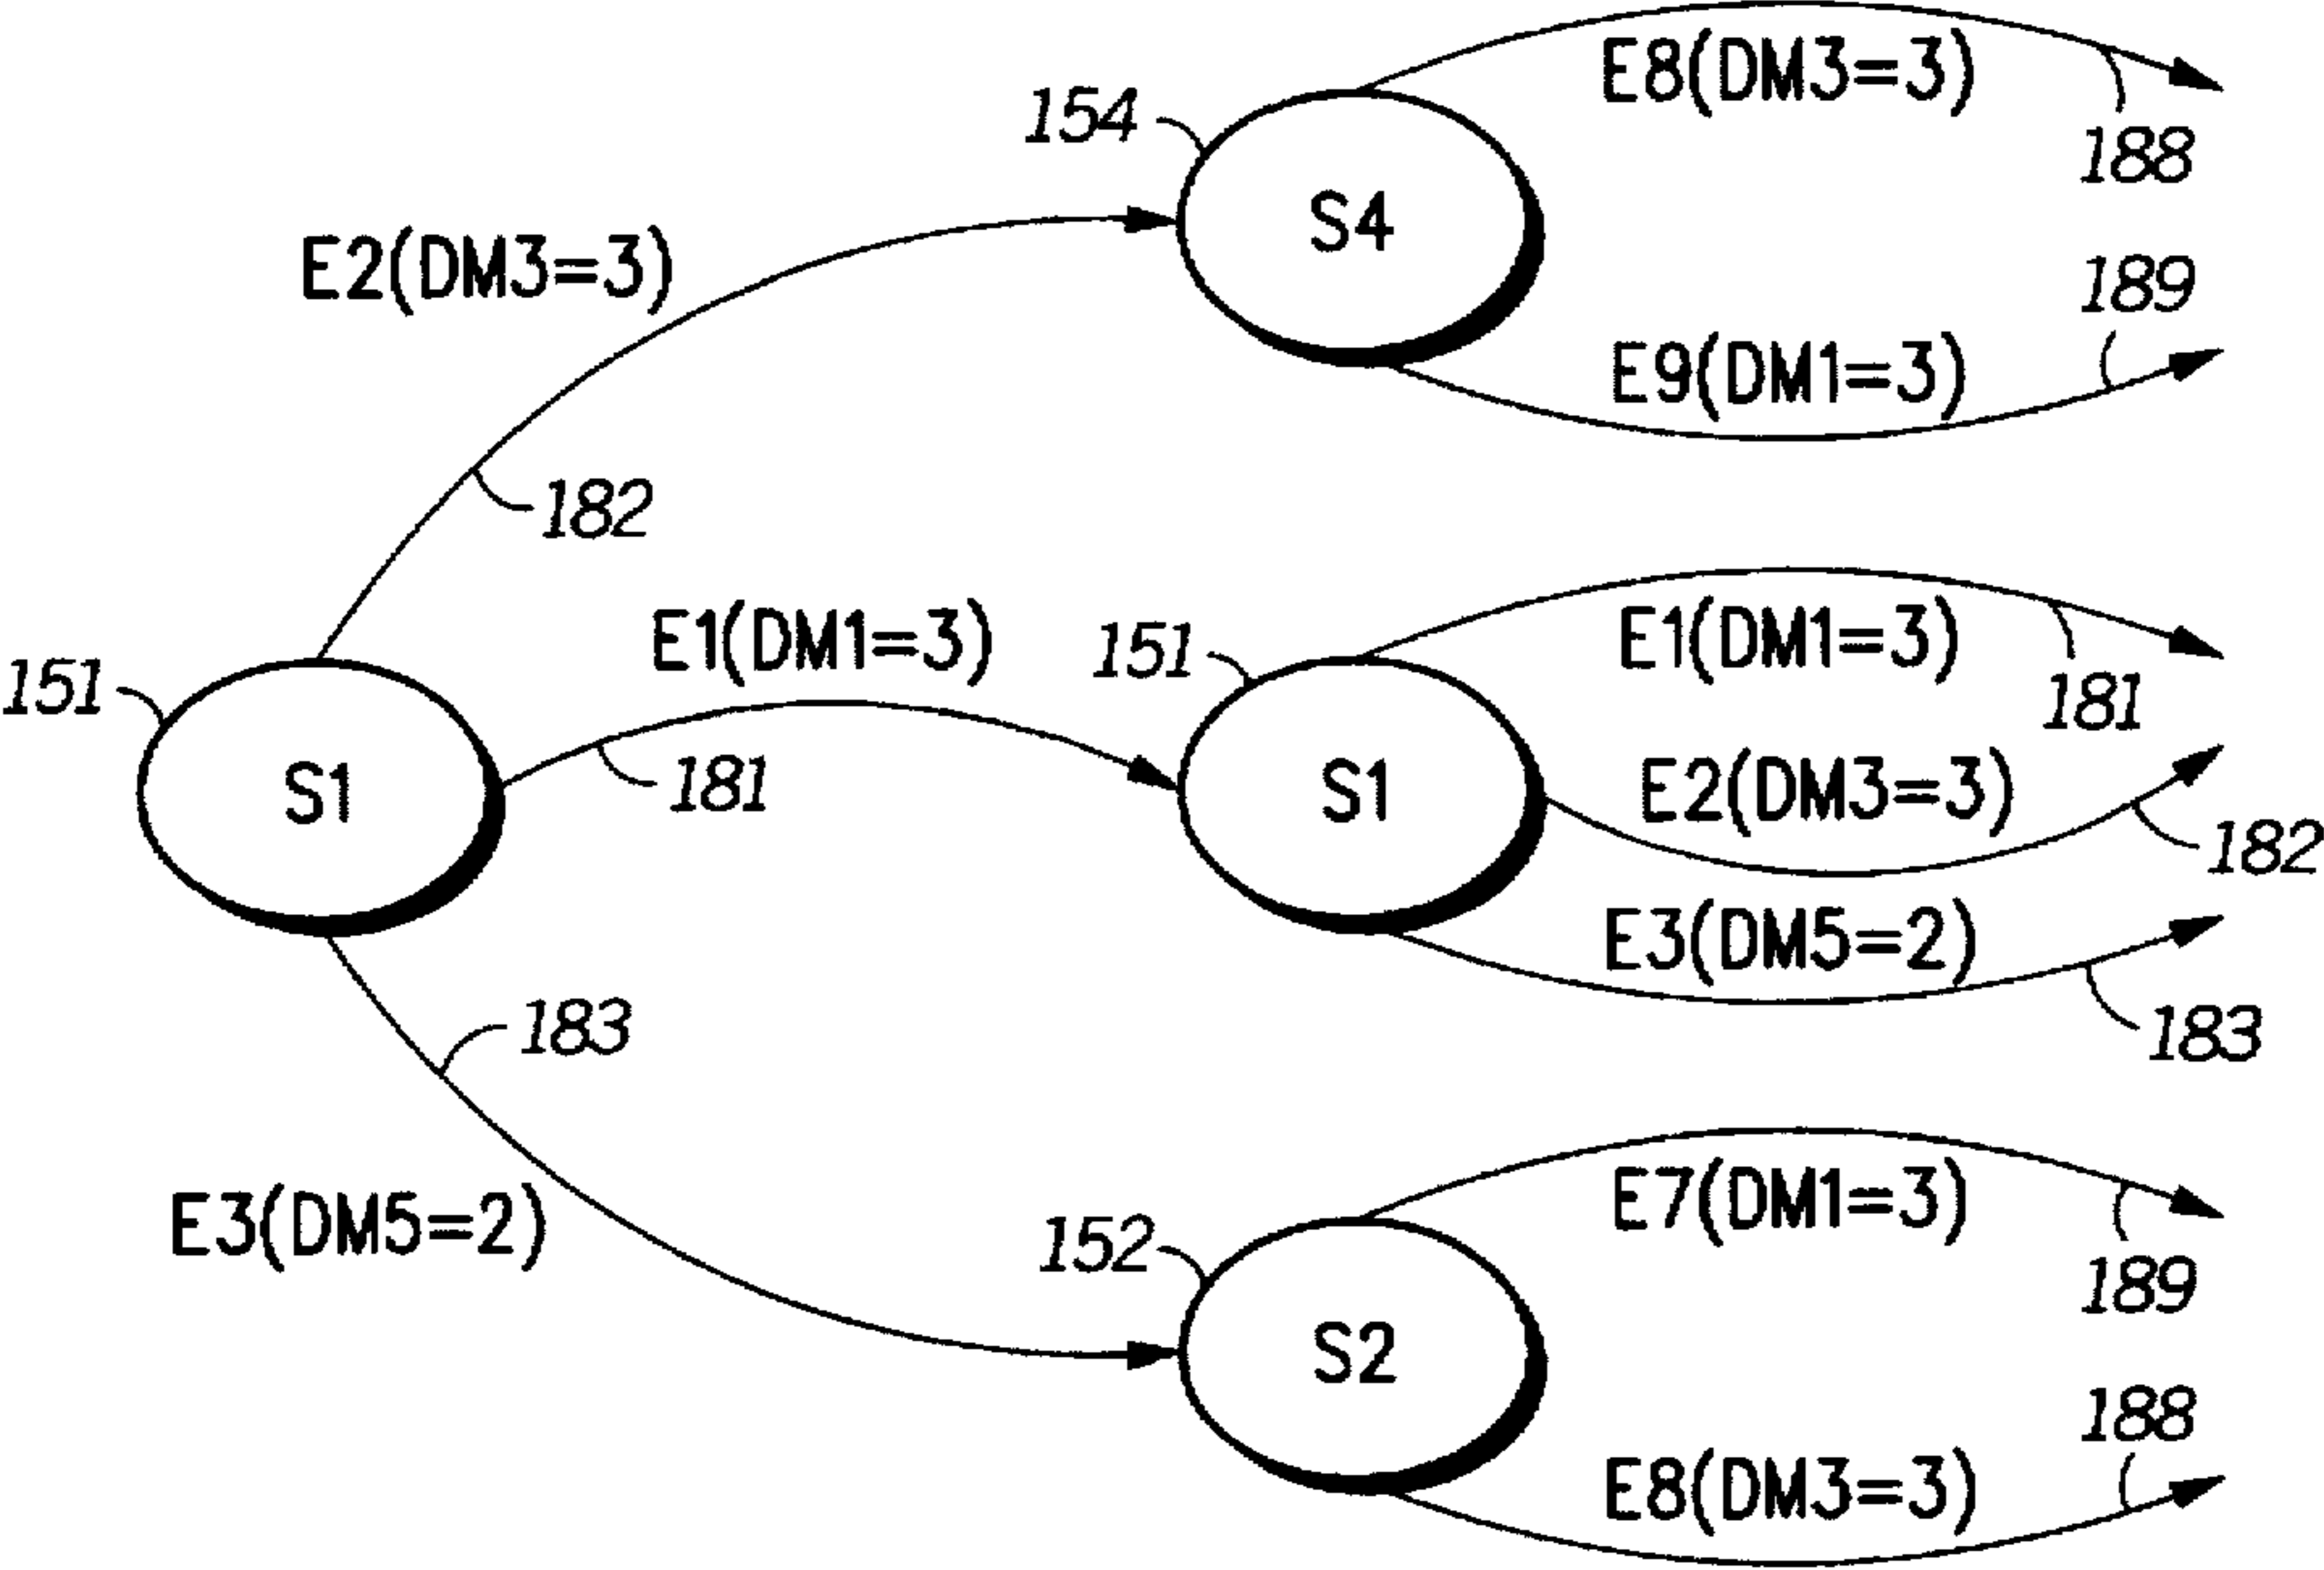 E8(DM3=3)
154
188
S4
E2(DM3=3)
189
E9(DM1=3)
182
E1(DM1=3)
151
E1(DM1=3)
151
181
181
S1
S1
E2(DM3=3)
182
E3(DM5=2)
183
183
E7(DM1=3)
E3(DM5=2)
152
189
S2
188
E8(DM3=3)